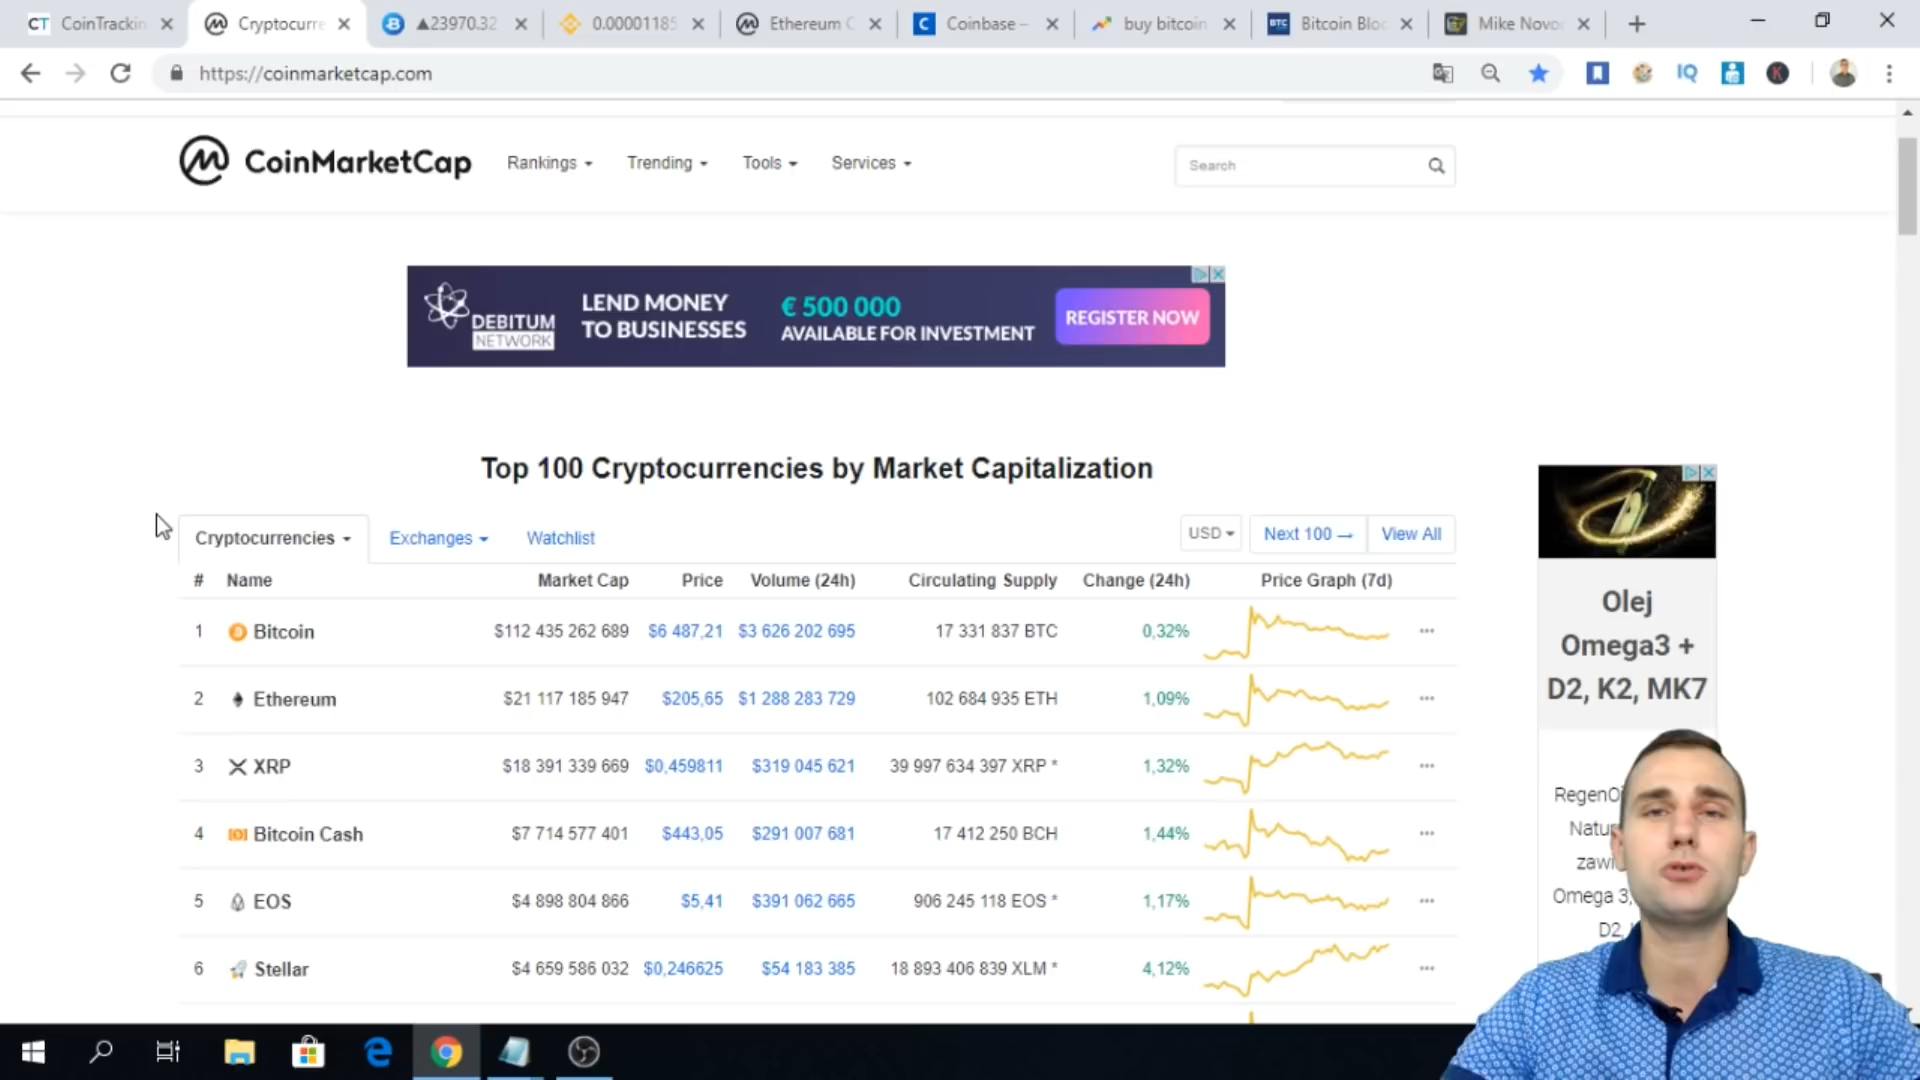 CT CoinTrackin
Cryptocurre
▲23970.32
0.00001185
Ethereum C
Coinbase –
buy bitcoin
BTC Bitcoin Bloc
Mike Novo
https://coinmarketcap.com
IQ
K
CoinMarketCap
Rankings
Trending
Tools
Services
Search
DEBITUM
NETWORK
LEND MONEY
TO BUSINESSES
€ 500 000
AVAILABLE FOR INVESTMENT
REGISTER NOW
Top 100 Cryptocurrencies by Market Capitalization
Cryptocurrencies
Exchanges
Watchlist
USD
Next 100 →
View All
# Name Market Cap Price Volume (24h) Circulating Supply Change (24h) Price Graph (7d)
1 Bitcoin $112 435 262 689 $6 487,21 $3 626 202 695 17 331 837 BTC 0,32%
2 Ethereum $21 117 185 947 $205,65 $1 288 283 729 102 684 935 ETH 1,09%
3 XRP $18 391 339 669 $0,459811 $319 045 621 39 997 634 397 XRP * 1,32%
4 Bitcoin Cash $7 714 577 401 $443,05 $291 007 681 17 412 250 BCH 1,44%
5 EOS $4 898 804 866 $5,41 $391 062 665 906 245 118 EOS * 1,17%
6 Stellar $4 659 586 032 $0,246625 $54 183 385 18 893 406 839 XLM * 4,12%
Olej
Omega3 +
D2, K2, MK7
RegenO
Natu
zawi
Omega 3,
D2,